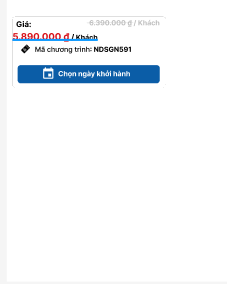 Giá:
6.390.000 ₫ / Khách
5.890.000 ₫ / Khách
Mã chương trình: NDSGN591
Chọn ngày khởi hành